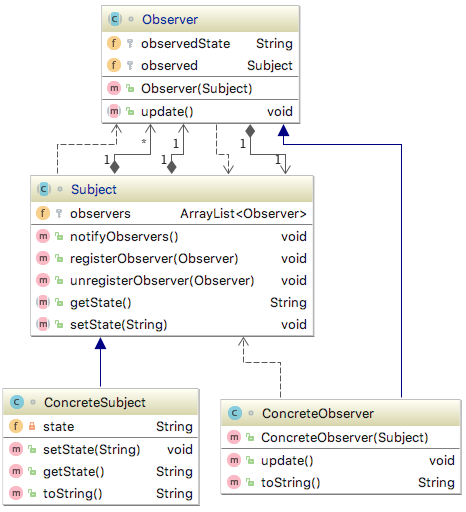 C Observer
f observedState String
f observed Subject
m Observer(Subject)
m update() void
* 1
1 1 1 1
C Subject
f observers ArrayList<Observer>
m notifyObservers() void
m registerObserver(Observer) void
m unregisterObserver(Observer) void
m getState() String
m setState(String) void
C ConcreteSubject
f state String
m setState(String) void
m getState() String
m toString() String
C ConcreteObserver
m ConcreteObserver(Subject)
m update() void
m toString() String